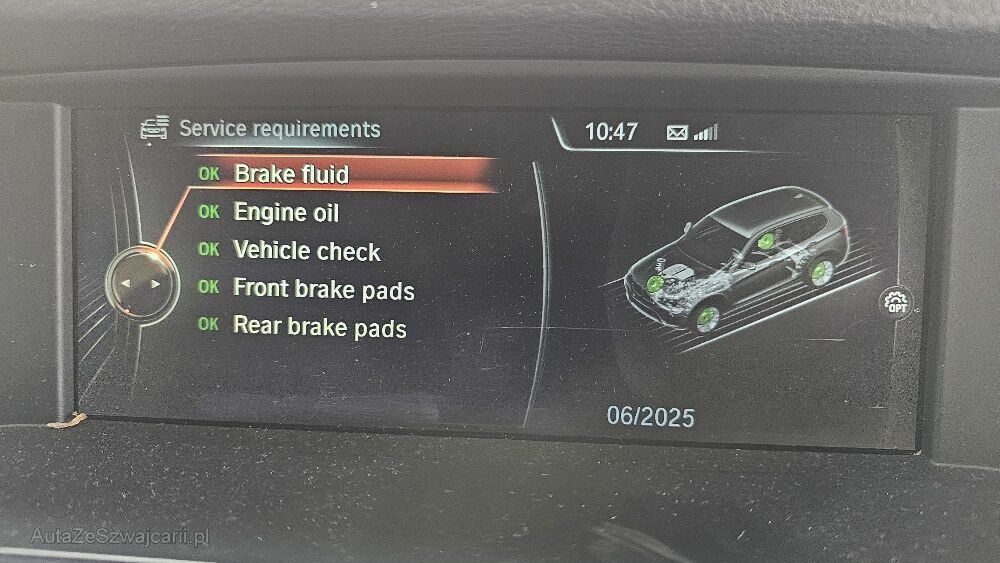 Service requirements
10:47
OK Brake fluid
OK Engine oil
OK Vehicle check
OK Front brake pads
OK Rear brake pads
OPT
06/2025
AutaZeSzwajcarii.pl